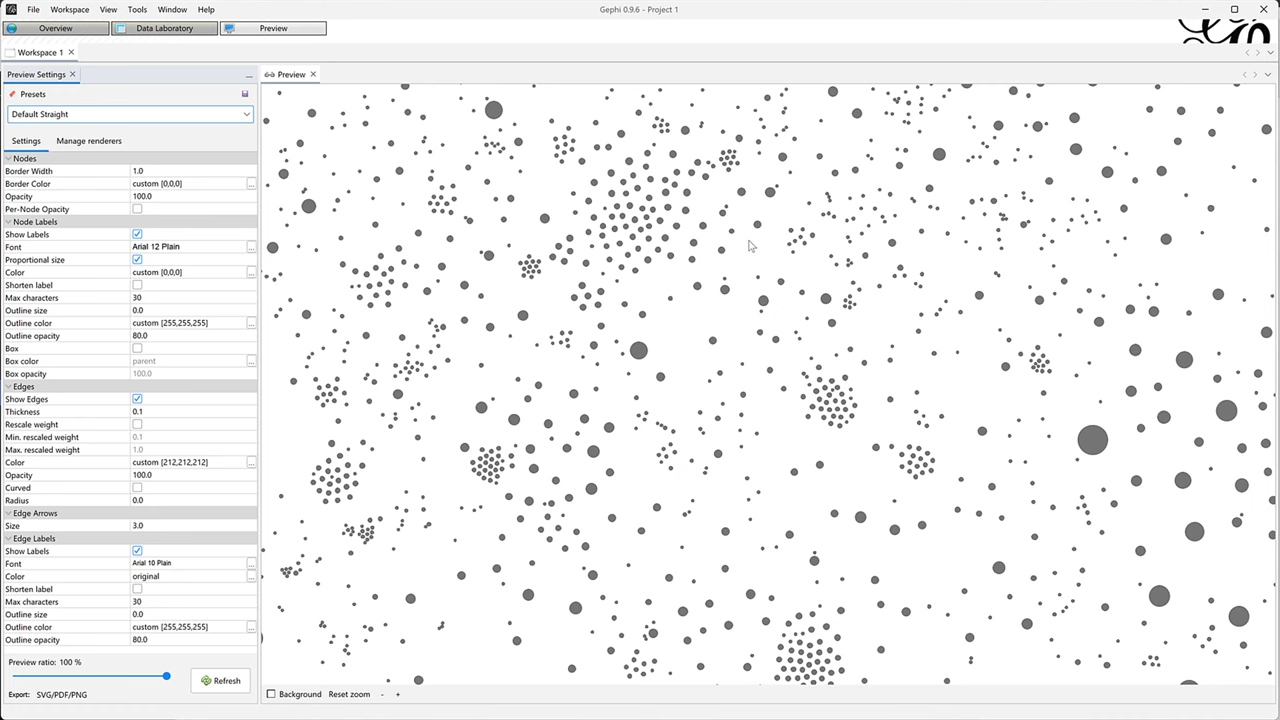 File Workspace View Tools Window Help
Gephi 0.9.6 - Project 1
Overview Data Laboratory Preview
Workspace 1
Preview Settings
Preview
Presets
Default Straight
Settings Manage renderers
Nodes
Border Width 1.0
Border Color custom [0,0,0] ...
Opacity 100.0
Per-Node Opacity
Node Labels
Show Labels
Font Arial 12 Plain ...
Proportional size
Color custom [0,0,0] ...
Shorten label
Max characters 30
Outline size 0.0
Outline color custom [255,255,255] ...
Outline opacity 80.0
Box
Box color parent ...
Box opacity 100.0
Edges
Show Edges
Thickness 0.1
Rescale weight
Min. rescaled weight 0.1
Max. rescaled weight 1.0
Color custom [212,212,212] ...
Opacity 100.0
Curved
Radius 0.0
Edge Arrows
Size 3.0
Edge Labels
Show Labels
Font Arial 10 Plain ...
Color original ...
Shorten label
Max characters 30
Outline size 0.0
Outline color custom [255,255,255] ...
Outline opacity 80.0
Preview ratio: 100 %
Refresh
Export: SVG/PDF/PNG
Background Reset zoom - +